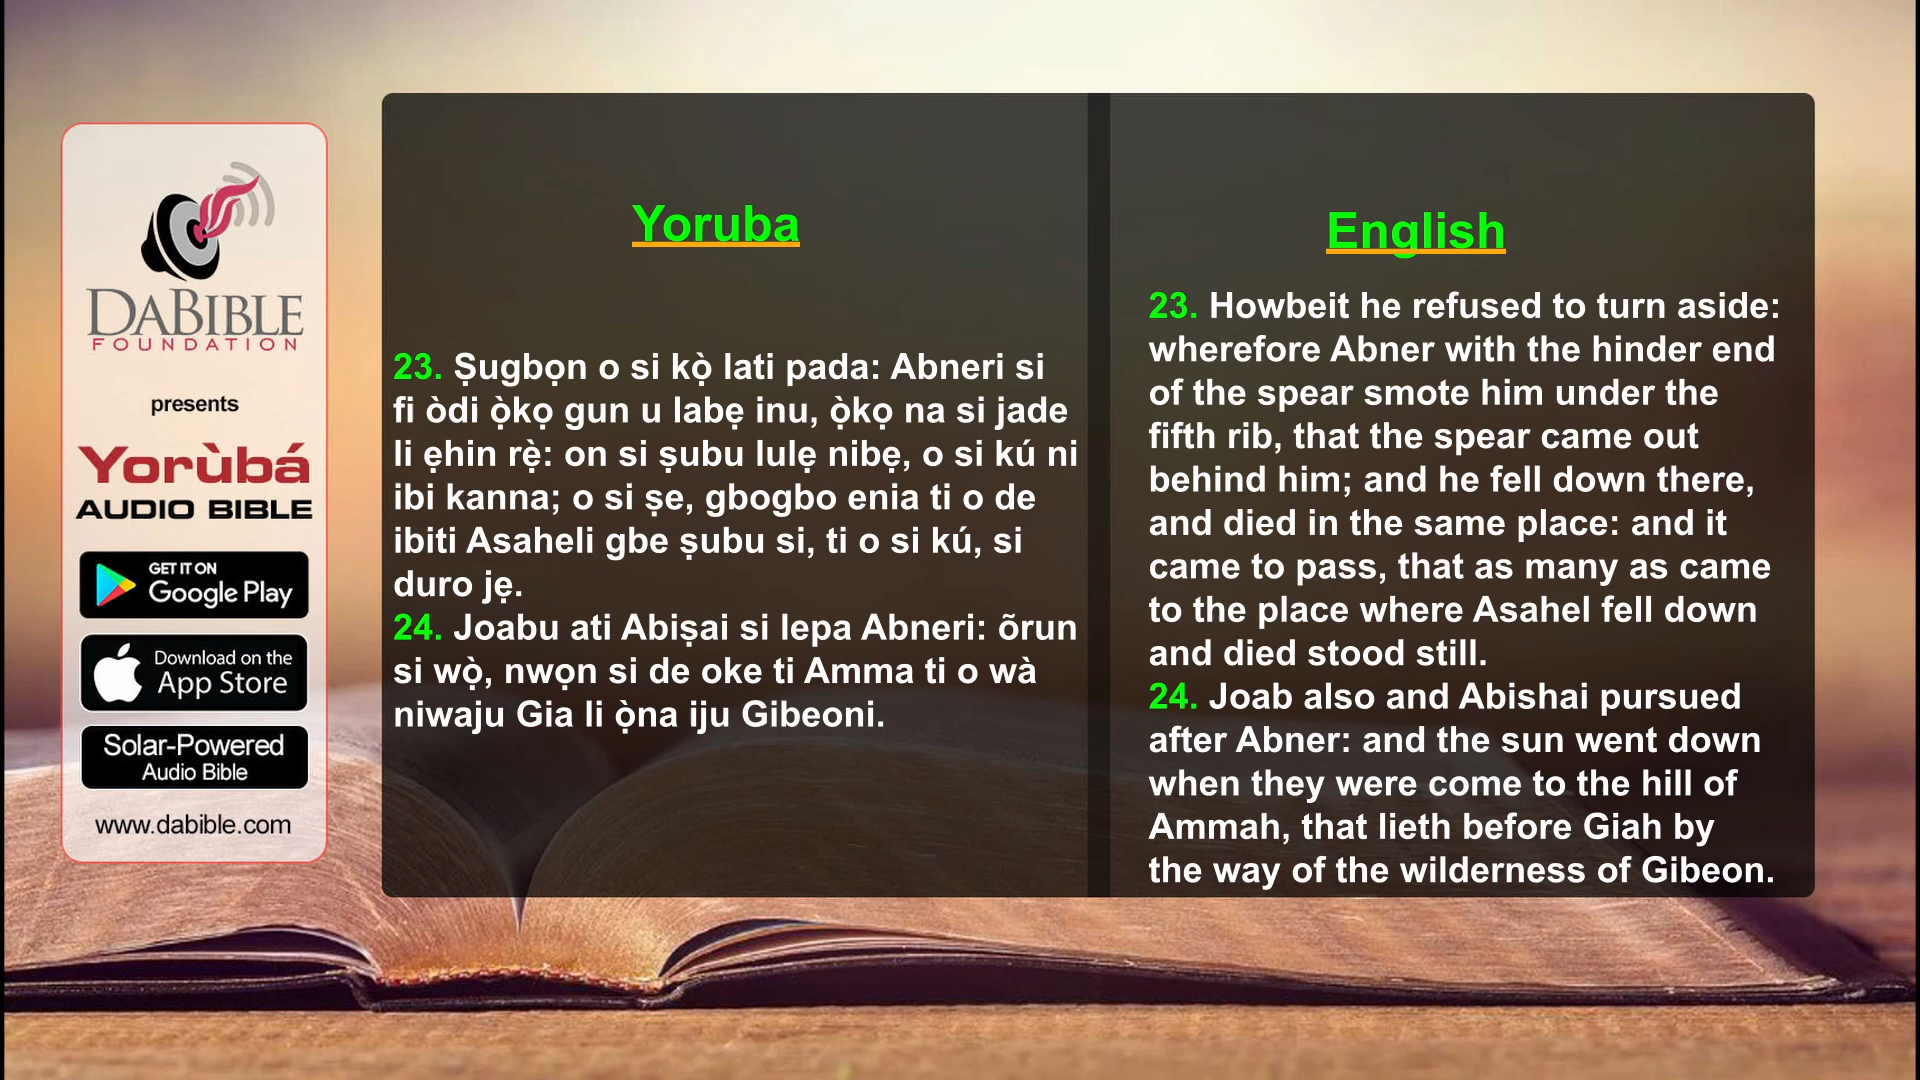 DABIBLE
FOUNDATION
presents
Yorùbá
AUDIO BIBLE
GET IT ON
Google Play
Download on the
App Store
Solar-Powered
Audio Bible
www.dabible.com
Yoruba
23. Ṣugbọn o si kọ̀ lati pada: Abneri si
fi òdi ọ̀kọ gun u labẹ inu, ọ̀kọ na si jade
li ẹhin rẹ̀: on si ṣubu lulẹ nibẹ, o si kú ni
ibi kanna; o si ṣe, gbogbo enia ti o de
ibiti Asaheli gbe ṣubu si, ti o si kú, si
duro jẹ.
24. Joabu ati Abiṣai si lepa Abneri: õrun
si wọ̀, nwọn si de oke ti Amma ti o wà
niwaju Gia li ọ̀na iju Gibeoni.
English
23. Howbeit he refused to turn aside:
wherefore Abner with the hinder end
of the spear smote him under the
fifth rib, that the spear came out
behind him; and he fell down there,
and died in the same place: and it
came to pass, that as many as came
to the place where Asahel fell down
and died stood still.
24. Joab also and Abishai pursued
after Abner: and the sun went down
when they were come to the hill of
Ammah, that lieth before Giah by
the way of the wilderness of Gibeon.